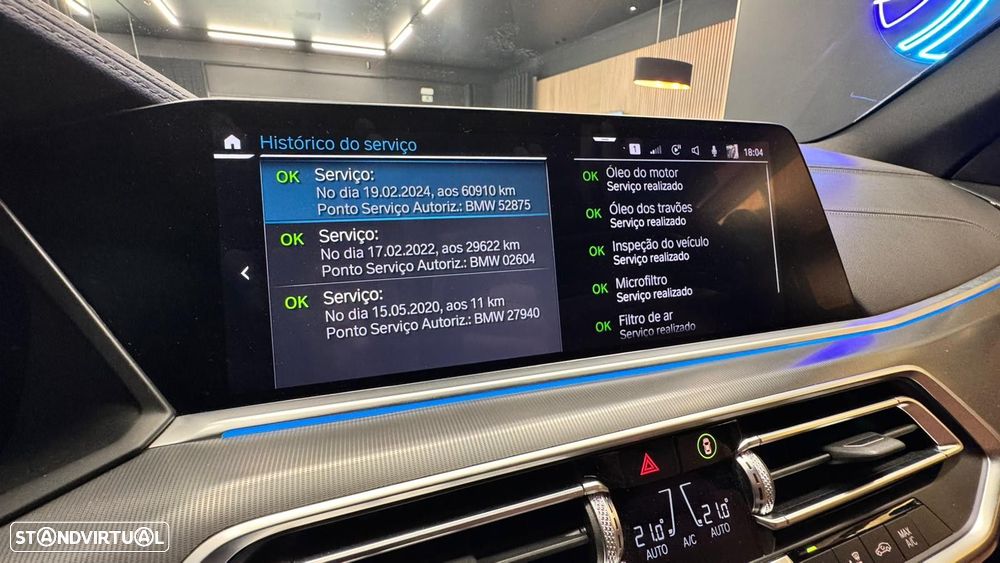 Histórico do serviço
1
18:04
OK Serviço:
No dia 19.02.2024, aos 60910 km
Ponto Serviço Autoriz.: BMW 52875
OK Serviço:
No dia 17.02.2022, aos 29622 km
Ponto Serviço Autoriz.: BMW 02604
OK Serviço:
No dia 15.05.2020, aos 11 km
Ponto Serviço Autoriz.: BMW 27940
OK Óleo do motor
Serviço realizado
OK Óleo dos travões
Serviço realizado
OK Inspeção do veículo
Serviço realizado
OK Microfiltro
Serviço realizado
OK Filtro de ar
Serviço realizado
21.0° 21.0°
AUTO A/C AUTO
MAX
A/C
STANDVIRTUAL